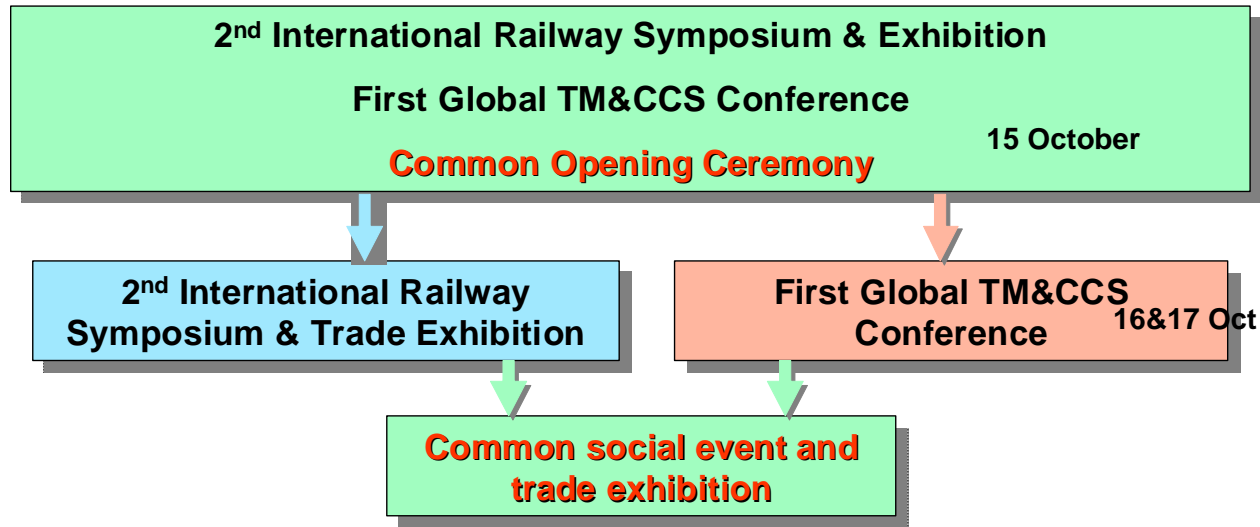 2nd International Railway Symposium & Exhibition
First Global TM&CCS Conference
15 October
Common Opening Ceremony
2nd International Railway
Symposium & Trade Exhibition
First Global TM&CCS
Conference
16&17 Oct
Common social event and
trade exhibition